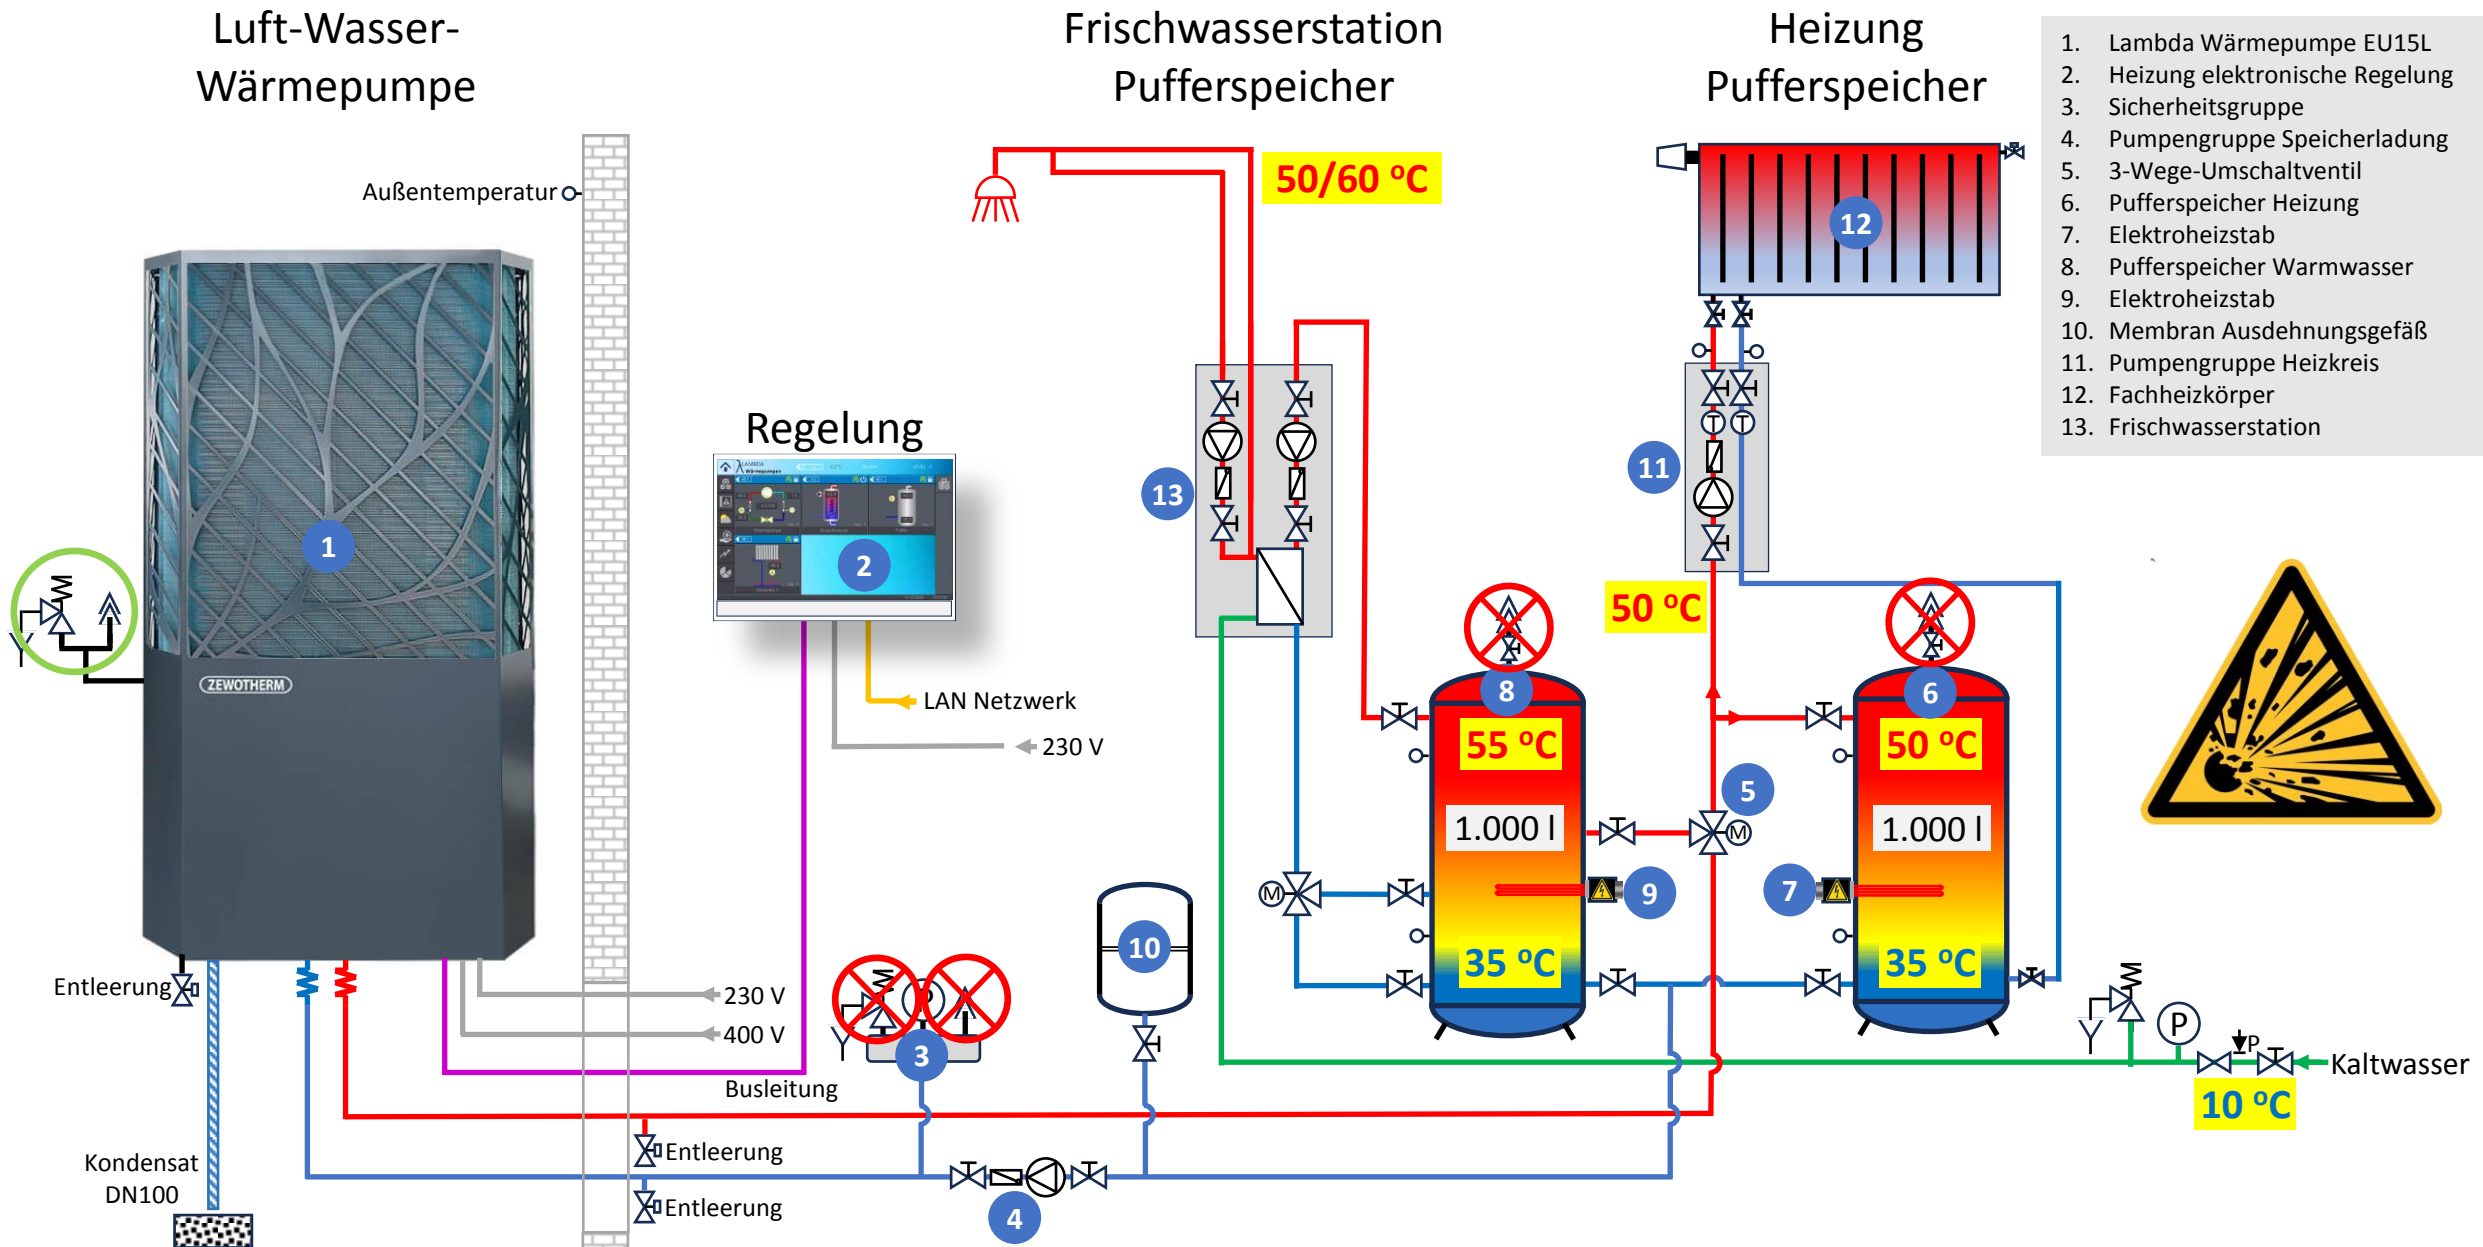 Luft-Wasser-
Wärmepumpe
Frischwasserstation
Pufferspeicher
Heizung
Pufferspeicher
1. Lambda Wärmepumpe EU15L
2. Heizung elektronische Regelung
3. Sicherheitsgruppe
4. Pumpengruppe Speicherladung
5. 3-Wege-Umschaltventil
6. Pufferspeicher Heizung
7. Elektroheizstab
8. Pufferspeicher Warmwasser
9. Elektroheizstab
10. Membran Ausdehnungsgefäß
11. Pumpengruppe Heizkreis
12. Fachheizkörper
13. Frischwasserstation
Außentemperatur
50/60 °C
12
Regelung
LAMBDA
Wärmepumpen
T T
11
13
1
2
50 °C
ZEWOTHERM
8
6
LAN Netzwerk
230 V
55 °C
50 °C
5
1.000 l
M
1.000 l
M
9
7
10
35 °C
35 °C
Entleerung
230 V
400 V
P
3
P
P
Kaltwasser
Busleitung
10 °C
Entleerung
Kondensat
DN100
Entleerung
4